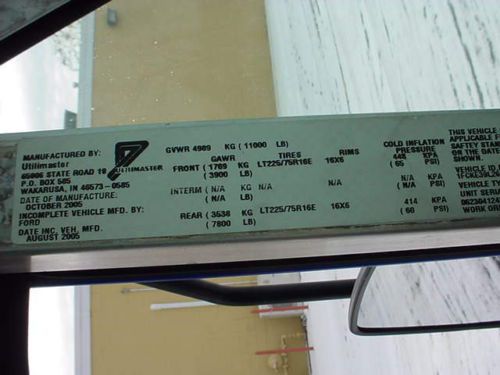 MANUFACTURED BY:
Utilimaster
65906 STATE ROAD 19
P.O. BOX 585
WAKARUSA, IN 46573-0585
DATE OF MANUFACTURE:
OCTOBER 2005
INCOMPLETE VEHICLE MFD. BY:
FORD
DATE INC. VEH. MFD.
AUGUST 2005
UTILIMASTER
GVWR 4989 KG ( 11000 LB)
GAWR TIRES RIMS COLD INFLATION PRESSURE
FRONT (1769 KG LT225/75R16E 16X6 448 KPA
( 3900 LB) ( 65 PSI)
INTERM (N/A KG N/A N/A ( N/A KPA
( N/A LB) ( N/A PSI)
REAR (3538 KG LT225/75R16E 16X6 414 KPA
( 7800 LB) ( 60 PSI)
THIS VEHICLE
APPLICABLE F
SAFTEY STAN
ON THE DATE
SHOWN.
VEHICLE ID
VEHICLE T
UNIT SERI
WORK OR